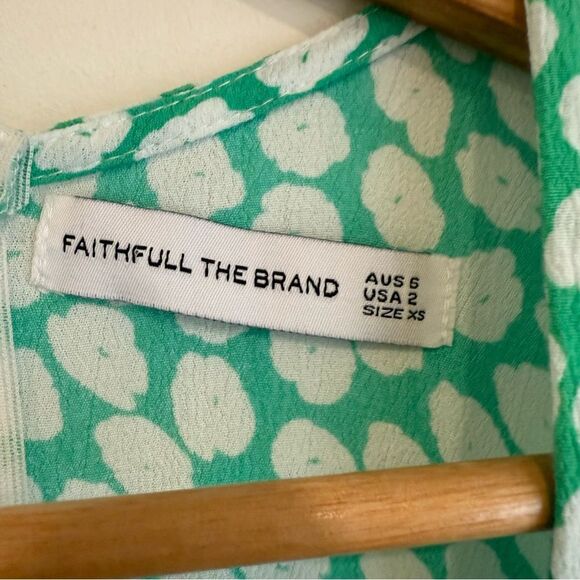 FAITHFULL THE BRAND
AUS 6
USA 2
SIZE XS